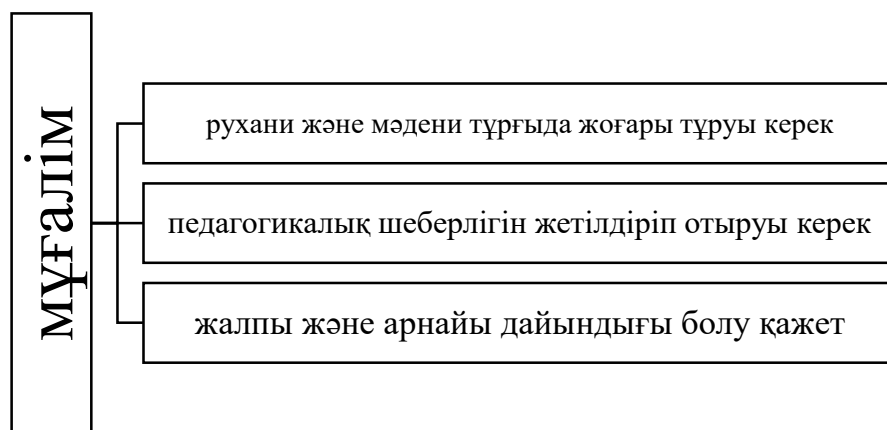 мұғалім
рухани және мәдени тұрғыда жоғары тұруы керек
педагогикалық шеберлігін жетілдіріп отыруы керек
жалпы және арнайы дайындығы болу қажет